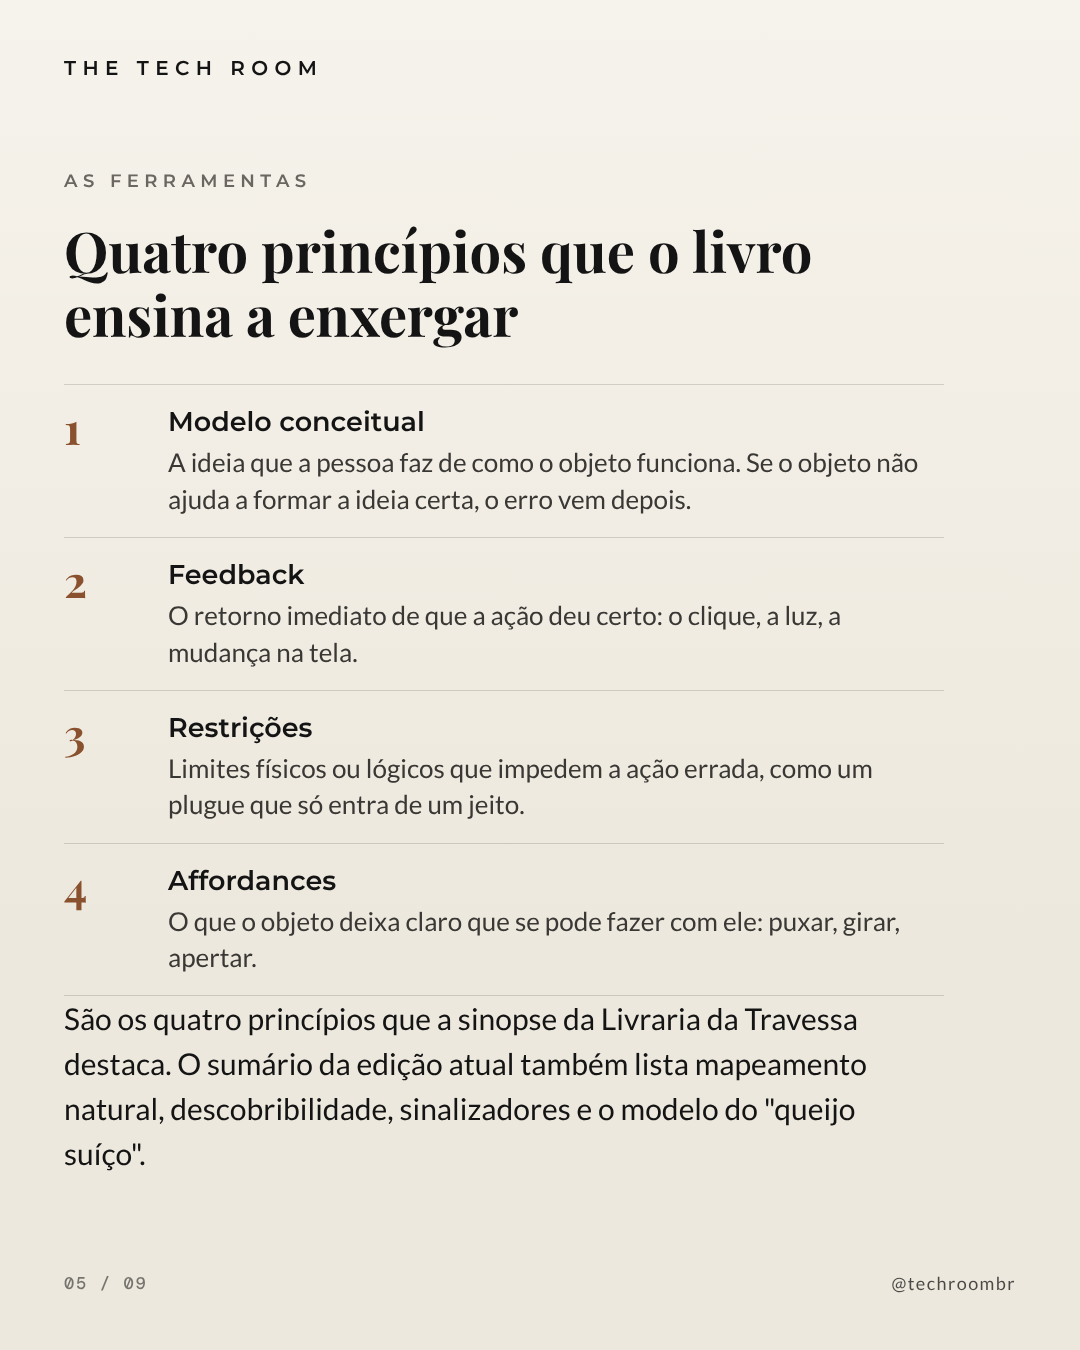 THE TECH ROOM
AS FERRAMENTAS
Quatro princípios que o livro
ensina a enxergar
1
Modelo conceitual
A ideia que a pessoa faz de como o objeto funciona. Se o objeto não
ajuda a formar a ideia certa, o erro vem depois.
2
Feedback
O retorno imediato de que a ação deu certo: o clique, a luz, a
mudança na tela.
3
Restrições
Limites físicos ou lógicos que impedem a ação errada, como um
plugue que só entra de um jeito.
4
Affordances
O que o objeto deixa claro que se pode fazer com ele: puxar, girar,
apertar.
São os quatro princípios que a sinopse da Livraria da Travessa
destaca. O sumário da edição atual também lista mapeamento
natural, descobribilidade, sinalizadores e o modelo do "queijo
suíço".
05 / 09
@techroombr